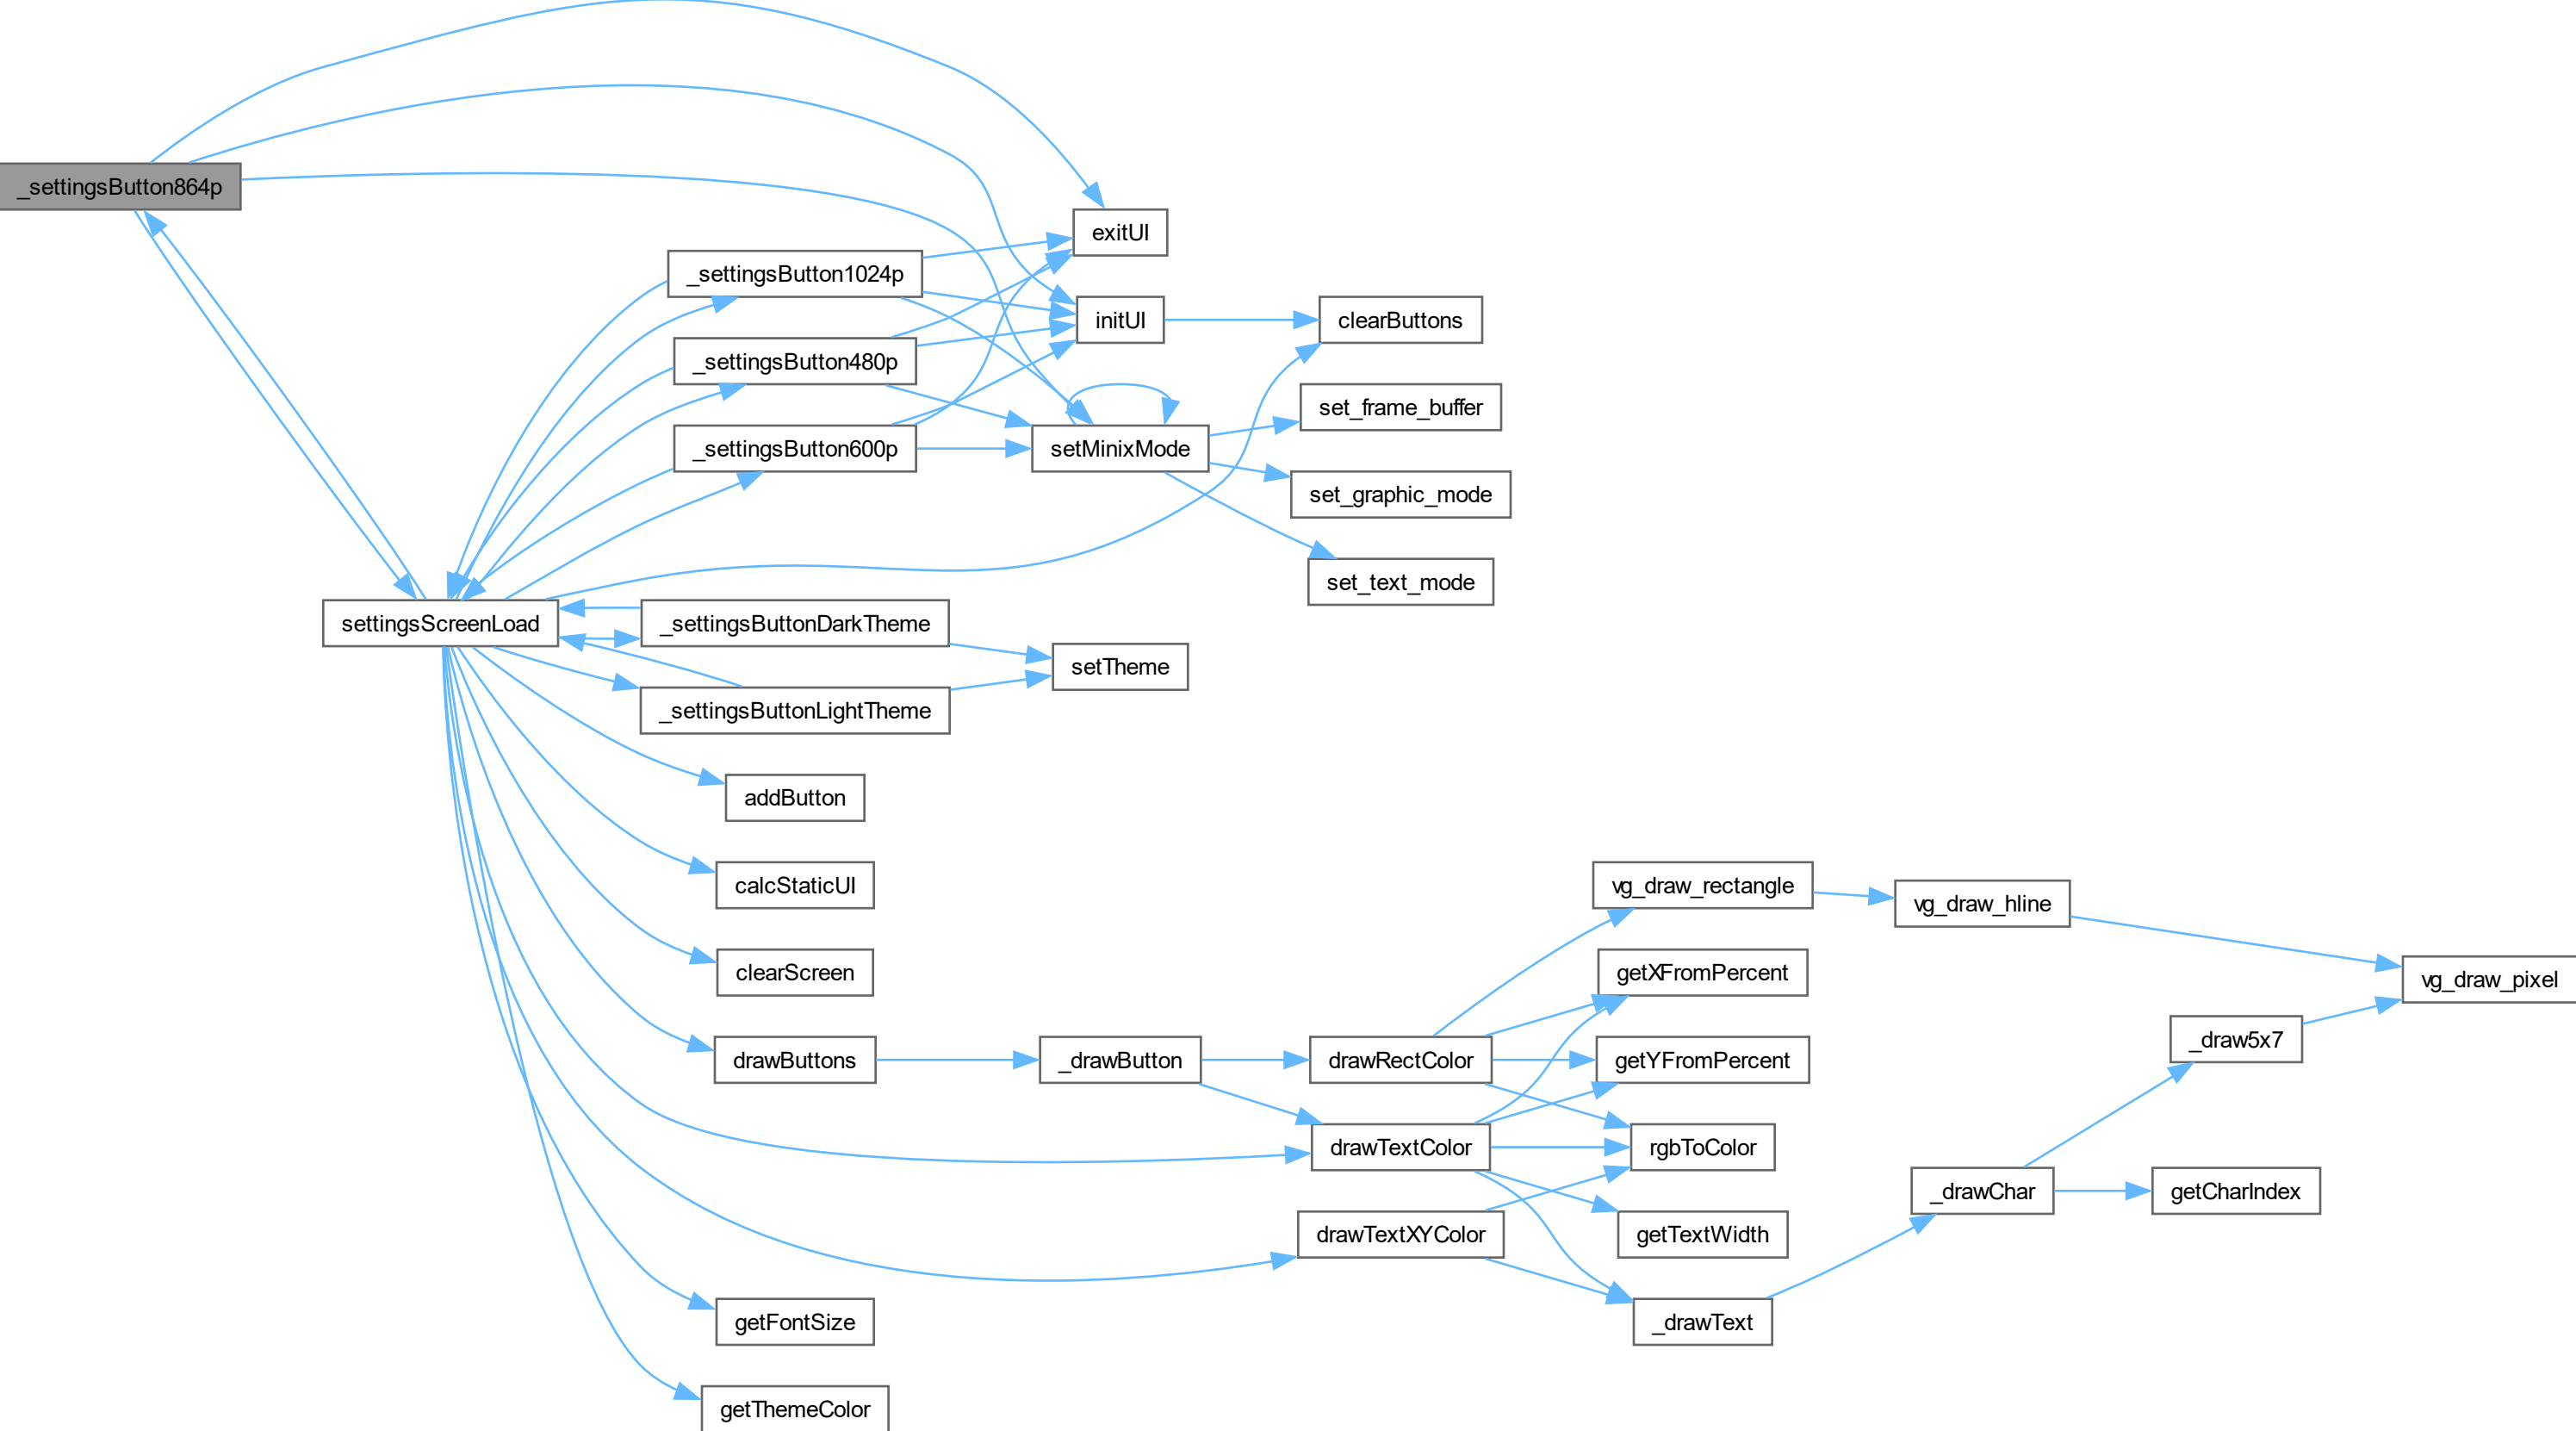 _settingsButton864p
exitUI
_settingsButton1024p
initUI
clearButtons
_settingsButton480p
set_frame_buffer
_settingsButton600p
setMinixMode
set_graphic_mode
set_text_mode
settingsScreenLoad
_settingsButtonDarkTheme
setTheme
_settingsButtonLightTheme
addButton
calcStaticUI
vg_draw_rectangle
vg_draw_hline
clearScreen
getXFromPercent
vg_draw_pixel
_draw5x7
drawButtons
_drawButton
drawRectColor
getYFromPercent
drawTextColor
rgbToColor
_drawChar
getCharIndex
drawTextXYColor
getTextWidth
getFontSize
_drawText
getThemeColor